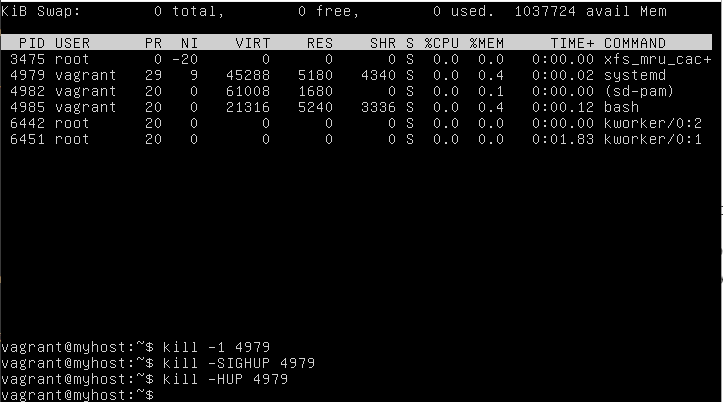 KiB Swap:        0 total,        0 free,        0 used.  1037724 avail Mem
PID USER      PR  NI    VIRT    RES    SHR S %CPU %MEM     TIME+ COMMAND
3475 root       0 -20       0      0      0 S  0.0  0.0   0:00.00 xfs_mru_cac+
4979 vagrant   29   9   45288   5180   4340 S  0.0  0.4   0:00.02 systemd
4982 vagrant   20   0   61008   1680      0 S  0.0  0.1   0:00.00 (sd-pam)
4985 vagrant   20   0   21316   5240   3336 S  0.0  0.4   0:00.12 bash
6442 root      20   0       0      0      0 S  0.0  0.0   0:00.00 kworker/0:2
6451 root      20   0       0      0      0 S  0.0  0.0   0:01.83 kworker/0:1
vagrant@myhost:~$ kill -1 4979
vagrant@myhost:~$ kill -SIGHUP 4979
vagrant@myhost:~$ kill -HUP 4979
vagrant@myhost:~$